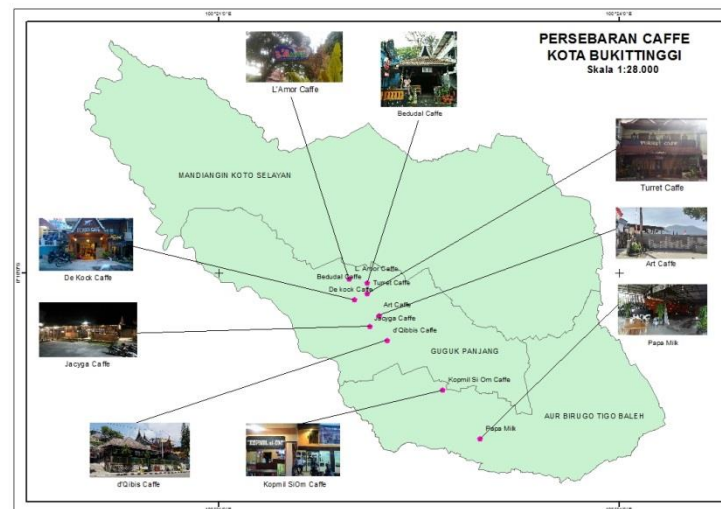 PERSEBARAN CAFFE
KOTA BUKITTINGGI
Skala 1:28.000
L'Amor Caffe
Bedudal Caffe
TURRET CAFE
Turret Caffe
MANDIANGIN KOTO SELAYAN
Art Caffe
De Kock Caffe
L. Amor Caffe
Bedudal Caffe
Turret Caffe
De kock Caffe
Art Caffe
Jacyga Caffe
d'Qibbis Caffe
Papa Milk
Jacyga Caffe
GUGUK PANJANG
Kopmil Si Om Caffe
AUR BIRUGO TIGO BALEH
Papa Milk
d'Qibis Caffe
Kopmil SiOm Caffe